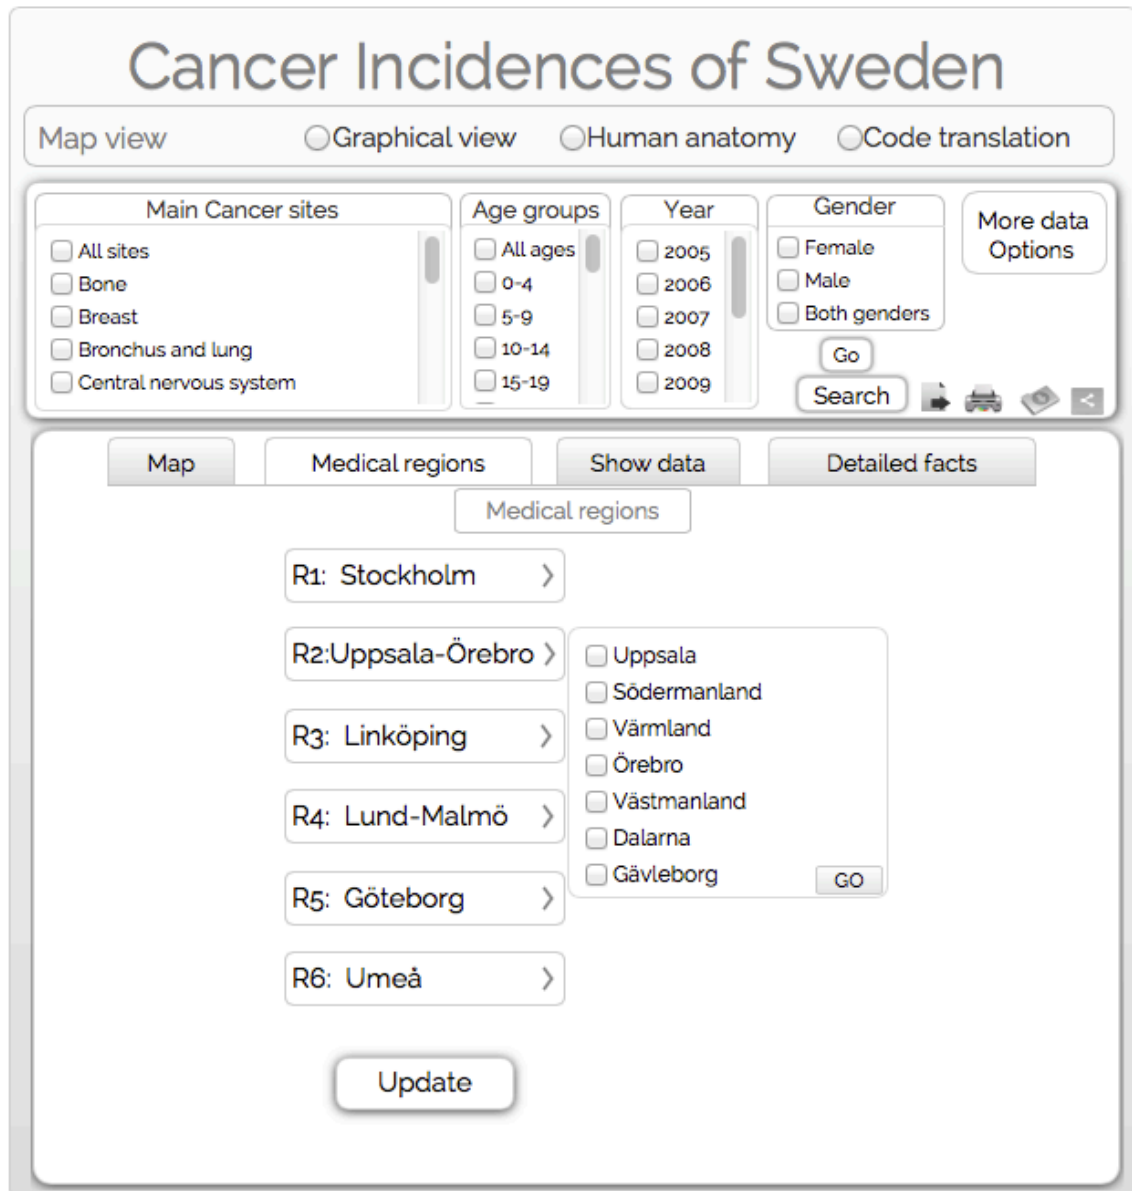 Cancer Incidences of Sweden
Map view Graphical view Human anatomy Code translation
Main Cancer sites
All sites
Bone
Breast
Bronchus and lung
Central nervous system
Age groups
All ages
0-4
5-9
10-14
15-19
Year
2005
2006
2007
2008
2009
Gender
Female
Male
Both genders
Go
Search
More data
Options
Map Medical regions Show data Detailed facts
Medical regions
R1: Stockholm
R2:Uppsala-Örebro
Uppsala
Södermanland
Värmland
Örebro
Västmanland
Dalarna
Gävleborg
GO
R3: Linköping
R4: Lund-Malmö
R5: Göteborg
R6: Umeå
Update